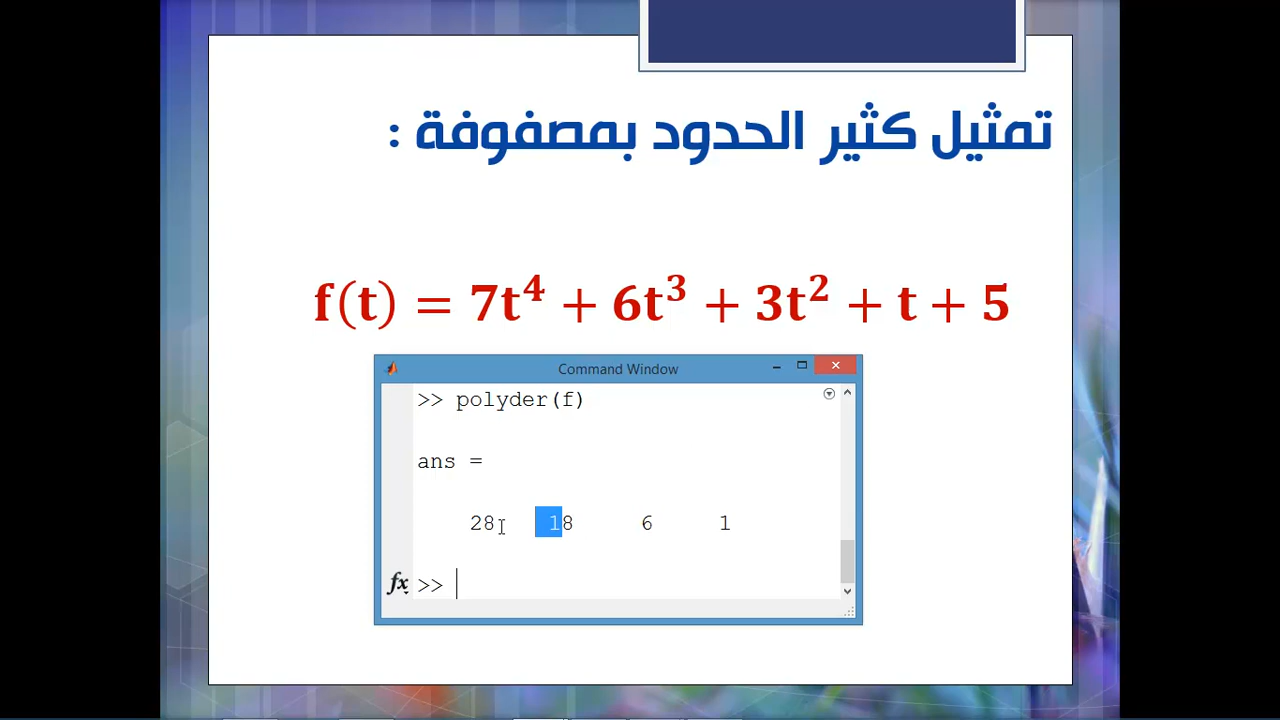 تمثيل كثير الحدود بمصفوفة :
f(t) = 7t⁴ + 6t³ + 3t² + t + 5
Command Window
>> polyder(f)
ans =
28 18 6 1
fx >>